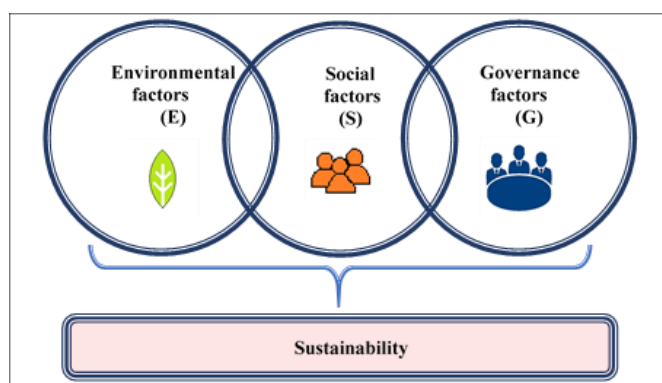 Environmental
factors
(E)
Social
factors
(S)
Governance
factors
(G)
Sustainability